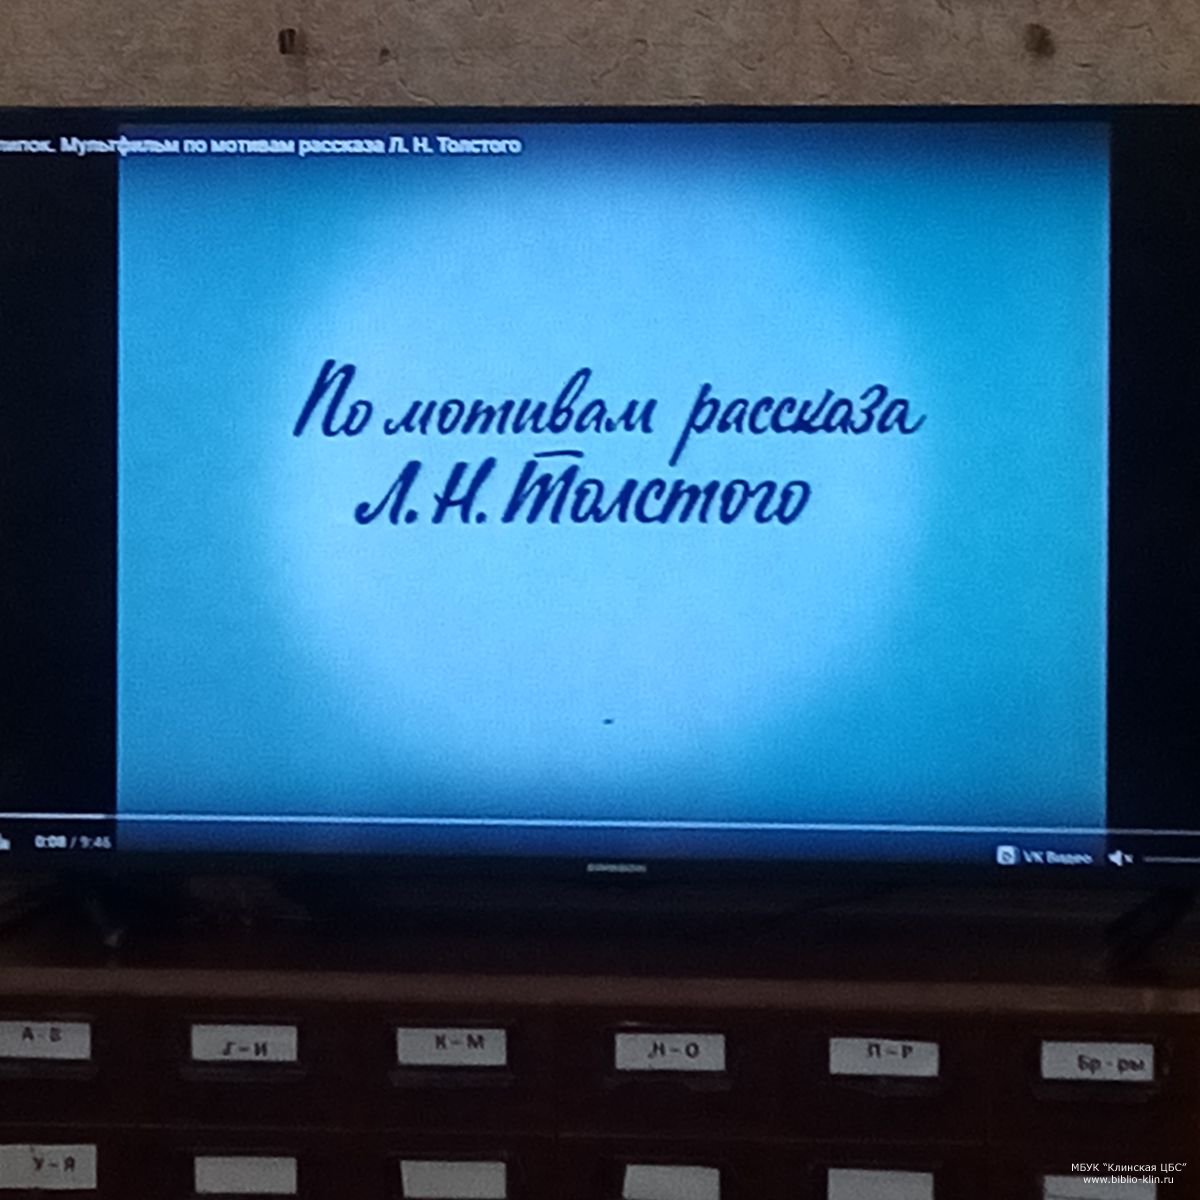 Мультфильм по мотивам рассказа Л. Н. Толстого
По мотивам рассказа
Л. Н. Толстого
0:08 / 9:46
VK Видео
А - В
Г - И
К - М
Н - О
П - Р
Бр - ры
У - Я
МБУК "Клинская ЦБС"
www.biblio-klin.ru